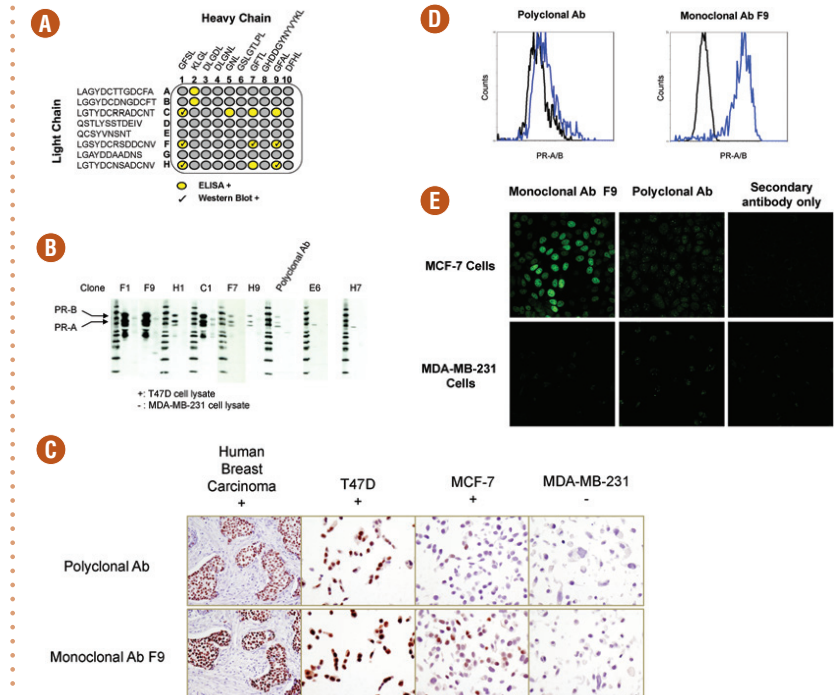 A
Heavy Chain
GFSL
KLGL
DLGDL
DLGNL
GNL
GSLGTLPL
GFTL
GHDDGYNYVYKL
GFAL
DFHL
1 2 3 4 5 6 7 8 9 10
Light Chain
LAGYDCTTGDCFA A
LGGYDCDNGDCFT B
LGTYDCRRADCNT C
QSTLYSSTDEIV D
QCSYVNSNT E
LGSYDCRSDDCNV F
LGAYDDAADNS G
LGTYDCNSADCNV H
ELISA +
Western Blot +
B
Clone F1 F9 H1 C1 F7 H9 Polyclonal Ab E6 H7
PR-B
PR-A
+: T47D cell lysate
- : MDA-MB-231 cell lysate
C
Human
Breast
Carcinoma
+
T47D
+
MCF-7
+
MDA-MB-231
-
Polyclonal Ab
Monoclonal Ab F9
D
Polyclonal Ab
Counts
PR-A/B
Monoclonal Ab F9
Counts
PR-A/B
E
Monoclonal Ab F9
Polyclonal Ab
Secondary
antibody only
MCF-7 Cells
MDA-MB-231
Cells